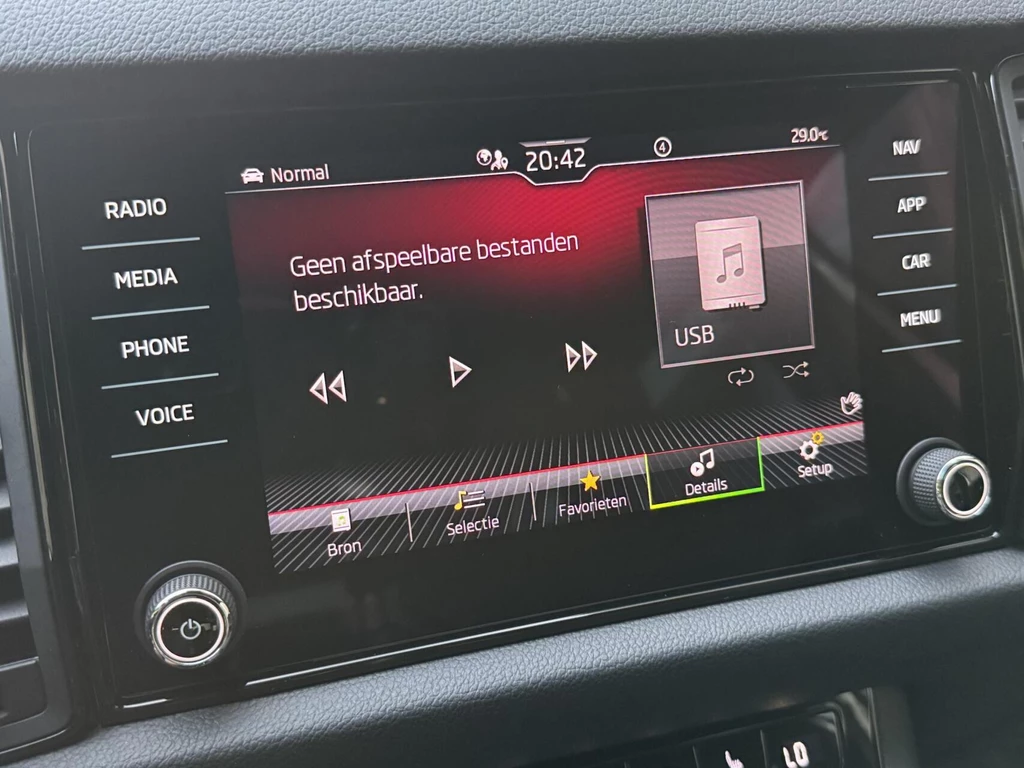 Normal
20:42
4
29.0°C
RADIO
MEDIA
PHONE
VOICE
NAV
APP
CAR
MENU
Geen afspeelbare bestanden
beschikbaar.
USB
Bron
Selectie
Favorieten
Details
Setup
LO